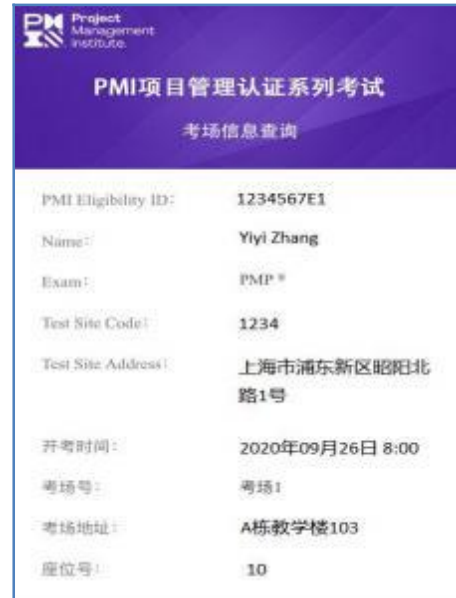 Project
Management
Institute.
PMI项目管理认证系列考试
考场信息查询
PMI Eligibility ID: 1234567E1
Name: Yiyi Zhang
Exam: PMP®
Test Site Code: 1234
Test Site Address: 上海市浦东新区昭阳北
路1号
开考时间: 2020年09月26日 8:00
考场号: 考场1
考场地址: A栋教学楼103
座位号: 10